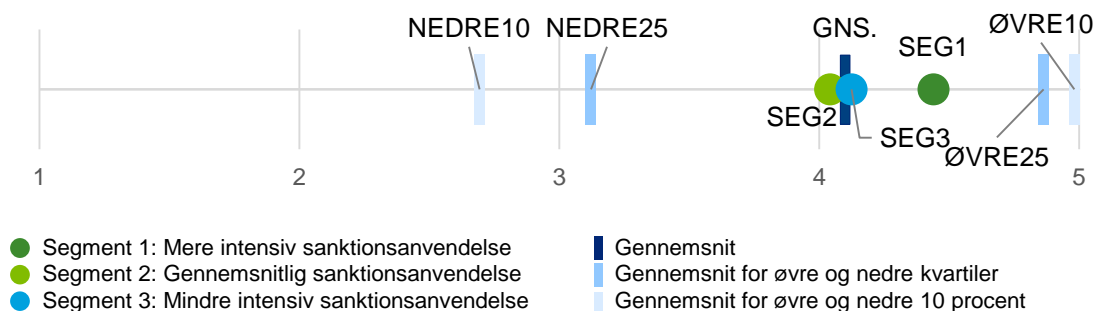 NEDRE10 NEDRE25 GNS. ØVRE10
SEG1
SEG2
SEG3
ØVRE25
1 2 3 4 5
Segment 1: Mere intensiv sanktionsanvendelse
Segment 2: Gennemsnitlig sanktionsanvendelse
Segment 3: Mindre intensiv sanktionsanvendelse
Gennemsnit
Gennemsnit for øvre og nedre kvartiler
Gennemsnit for øvre og nedre 10 procent